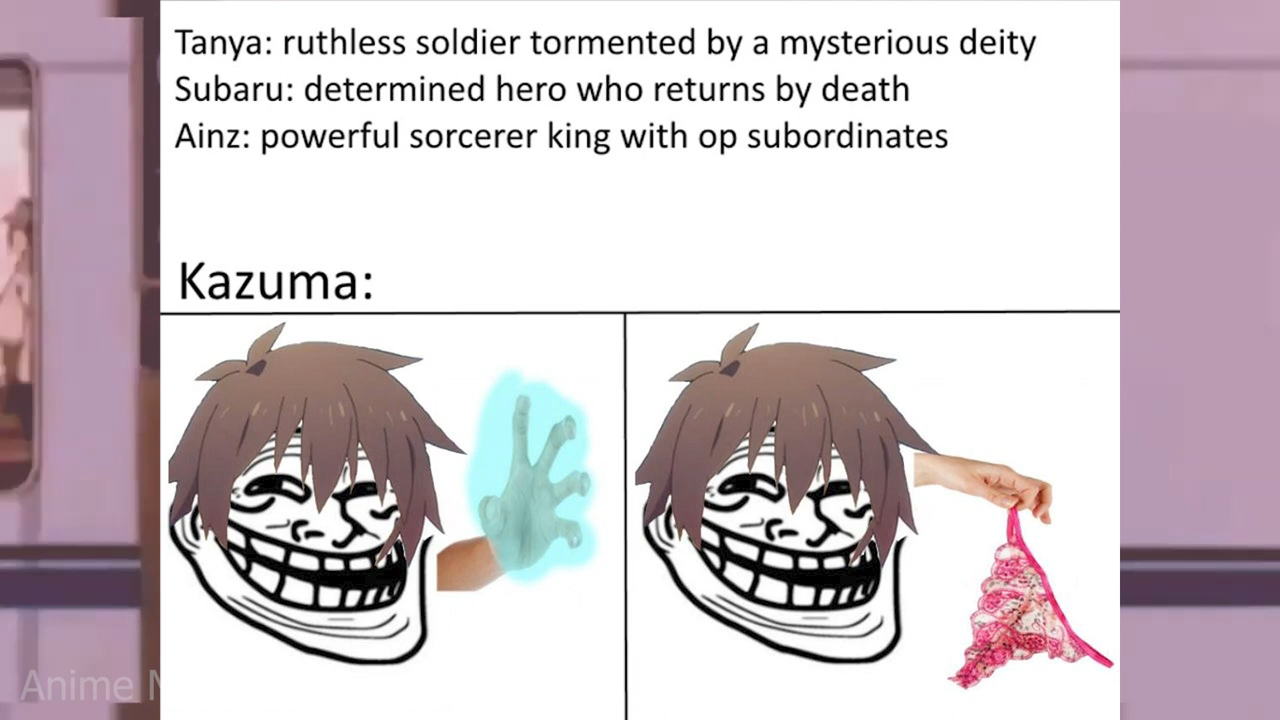 Tanya: ruthless soldier tormented by a mysterious deity
Subaru: determined hero who returns by death
Ainz: powerful sorcerer king with op subordinates
Kazuma:
Anime